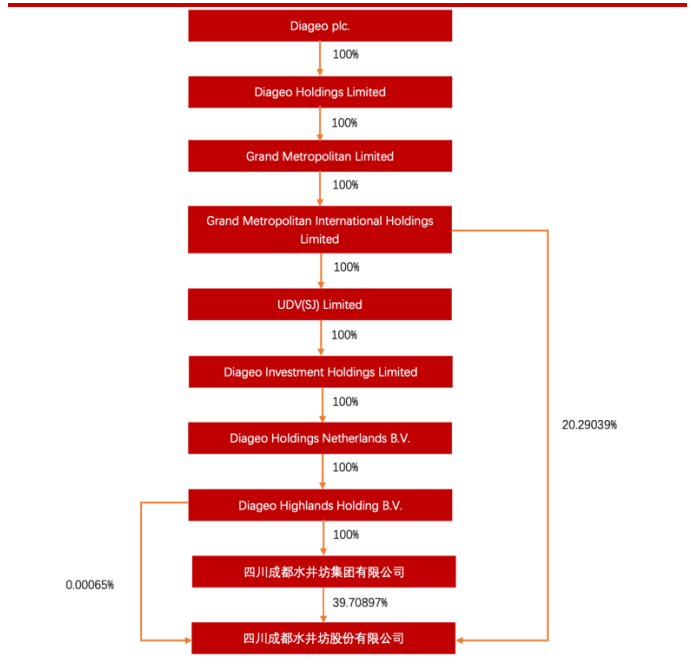 Diageo plc.
100%
Diageo Holdings Limited
100%
Grand Metropolitan Limited
100%
Grand Metropolitan International Holdings
Limited
100%
UDV(SJ) Limited
100%
Diageo Investment Holdings Limited
100%
20.29039%
Diageo Holdings Netherlands B.V.
100%
Diageo Highlands Holding B.V.
100%
四川成都水井坊集团有限公司
0.00065%
39.70897%
四川成都水井坊股份有限公司